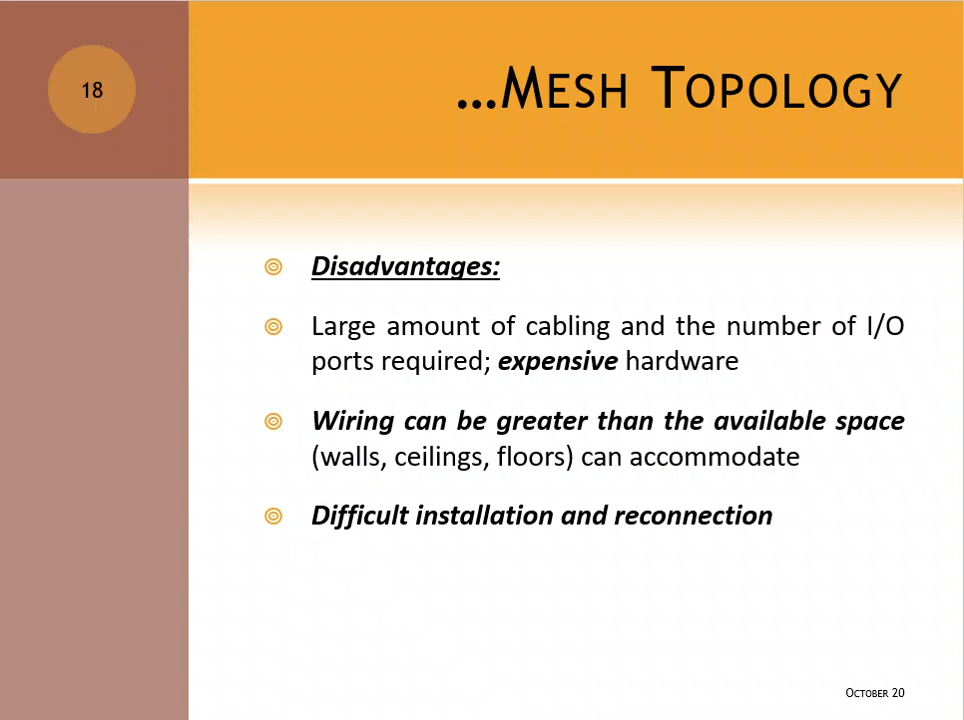 18
...MESH TOPOLOGY
Disadvantages:
Large amount of cabling and the number of I/O
ports required; expensive hardware
Wiring can be greater than the available space
(walls, ceilings, floors) can accommodate
Difficult installation and reconnection
OCTOBER 20